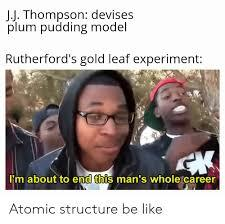 J.J. Thompson: devises
plum pudding model
Rutherford's gold leaf experiment:
GK
I'm about to end this man's whole career
Atomic structure be like